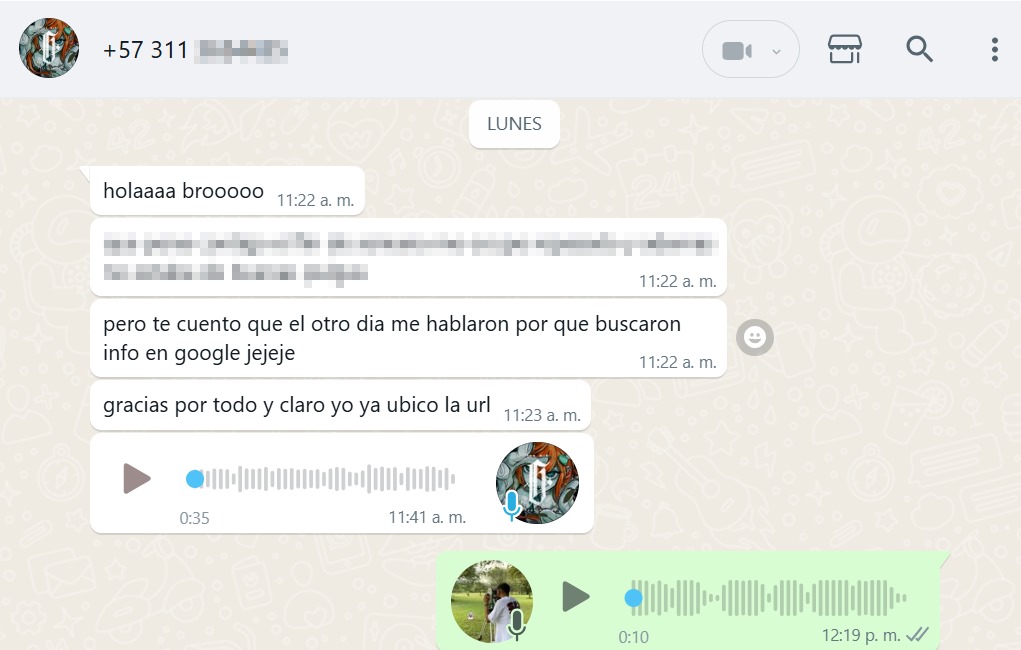 +57 311
LUNES
holaaaa brooooo
11:22 a. m.
11:22 a. m.
pero te cuento que el otro dia me hablaron por que buscaron
info en google jejeje
11:22 a. m.
gracias por todo y claro yo ya ubico la url
11:23 a. m.
0:35
11:41 a. m.
0:10
12:19 p. m.